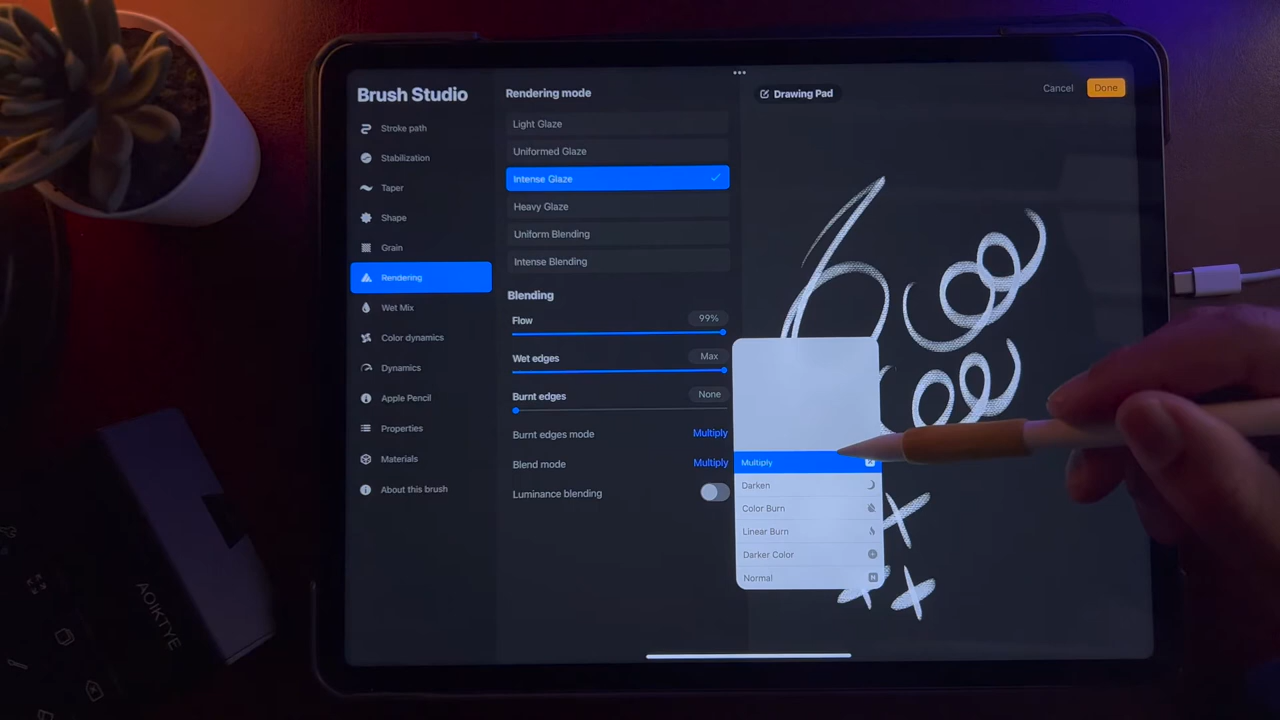 Brush Studio
Stroke path
Stabilization
Taper
Shape
Grain
Rendering
Wet Mix
Color dynamics
Dynamics
Apple Pencil
Properties
Materials
About this brush
Rendering mode
Light Glaze
Uniformed Glaze
Intense Glaze
Heavy Glaze
Uniform Blending
Intense Blending
Blending
Flow 99%
Wet edges Max
Burnt edges None
Burnt edges mode Multiply
Blend mode Multiply
Luminance blending
Multiply
Darken
Color Burn
Linear Burn
Darker Color
Normal N
Drawing Pad
Cancel
Done
AOIKTYE